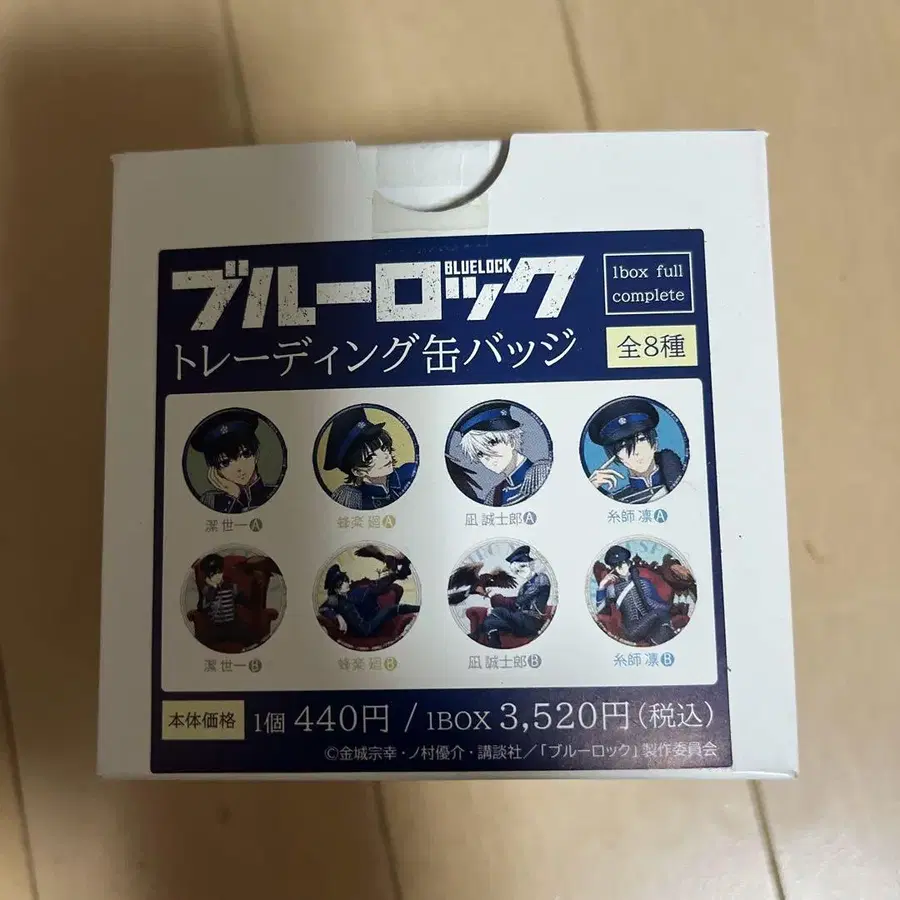 ブルーロック
BLUELOCK
1box full
complete
トレーディング缶バッジ
全8種
潔 世一A
蜂楽 廻A
凪 誠士郎A
糸師 凛A
潔 世一B
蜂楽 廻B
凪 誠士郎B
糸師 凛B
本体価格
1個 440円 / 1BOX 3,520円(税込)
©金城宗幸・ノ村優介・講談社/「ブルーロック」製作委員会